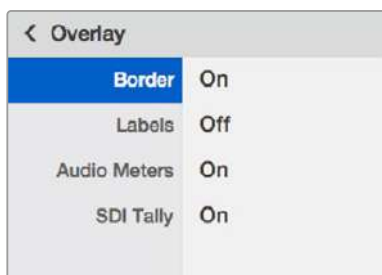 < Overlay
Border On
Labels Off
Audio Meters On
SDI Tally On